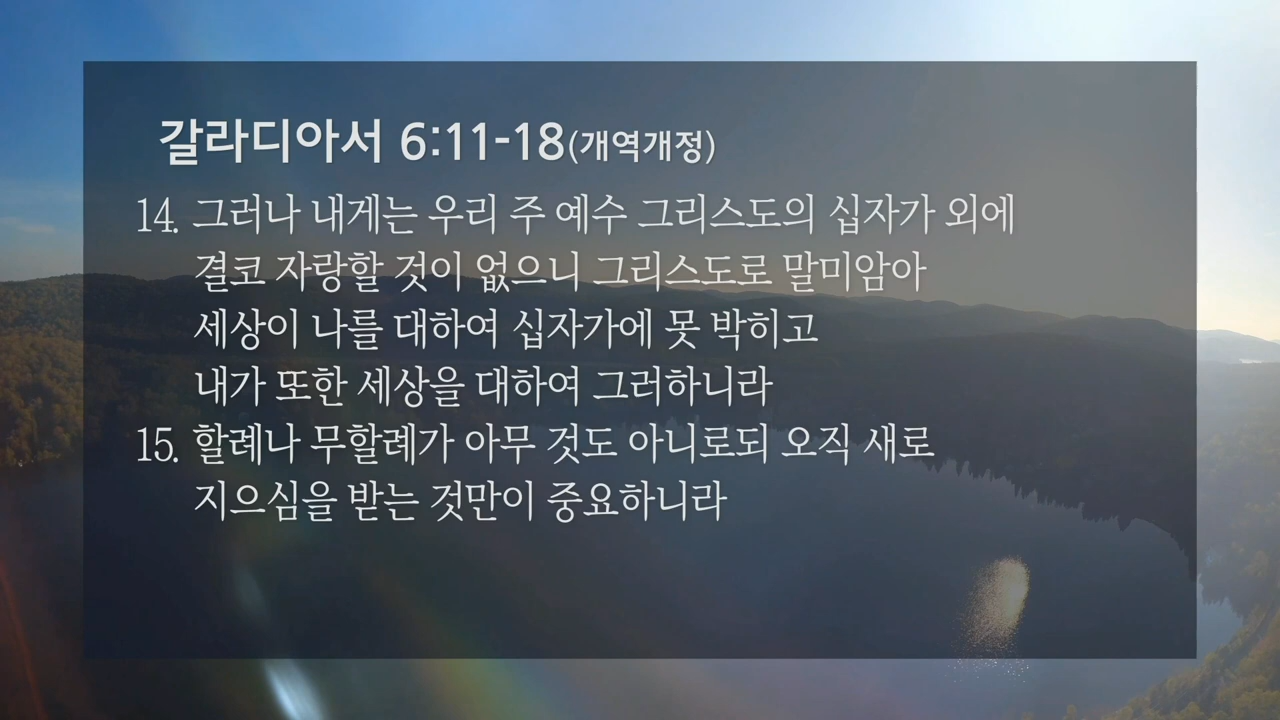 갈라디아서 6:11-18(개역개정)
14. 그러나 내게는 우리 주 예수 그리스도의 십자가 외에
결코 자랑할 것이 없으니 그리스도로 말미암아
세상이 나를 대하여 십자가에 못 박히고
내가 또한 세상을 대하여 그러하니라
15. 할례나 무할례가 아무 것도 아니로되 오직 새로
지으심을 받는 것만이 중요하니라